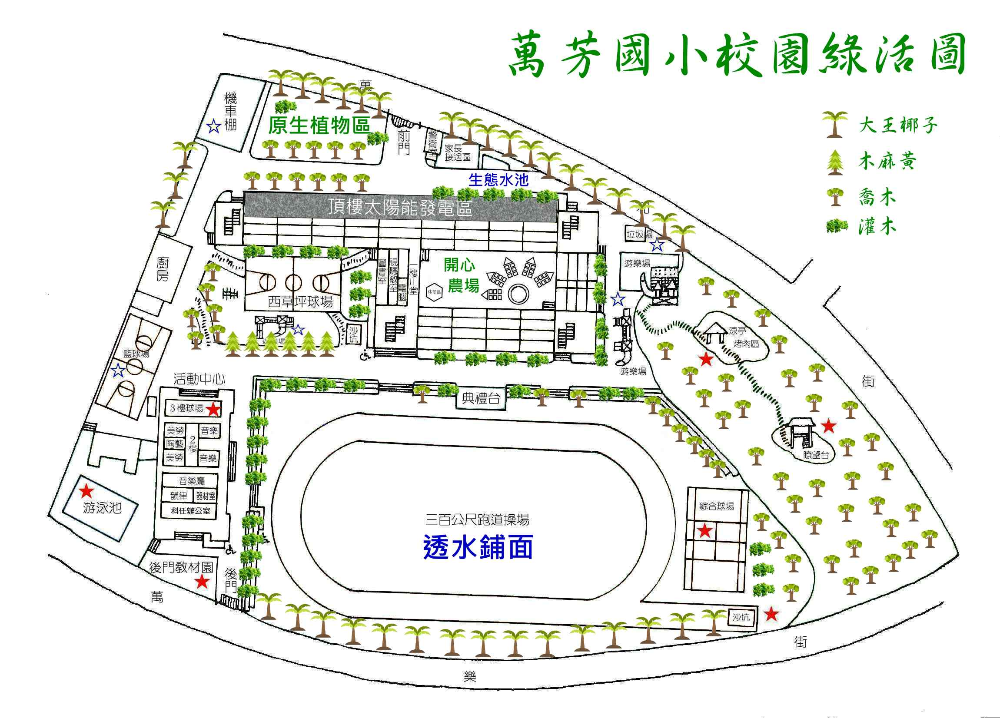 萬芳國小校園綠活圖
大王椰子
木麻黃
喬木
灌木
萬
機車棚
原生植物區
前門
警衛室
家長
接送區
生態水池
頂樓太陽能發電區
垃圾場
遊樂場
廚房
圖書室
視聽教室
電腦
一樓川堂
開心
農場
休憩區
西草坪球場
沙坑
涼亭
烤肉區
籃球場
遊樂場
活動中心
街
3樓球場
典禮台
美勞
陶藝
美勞
2樓
音樂
音樂
瞭望台
音樂廳
韻律
器材室
科任辦公室
游泳池
綜合球場
三百公尺跑道操場
透水鋪面
後門教材園
後門
萬
沙坑
街
樂